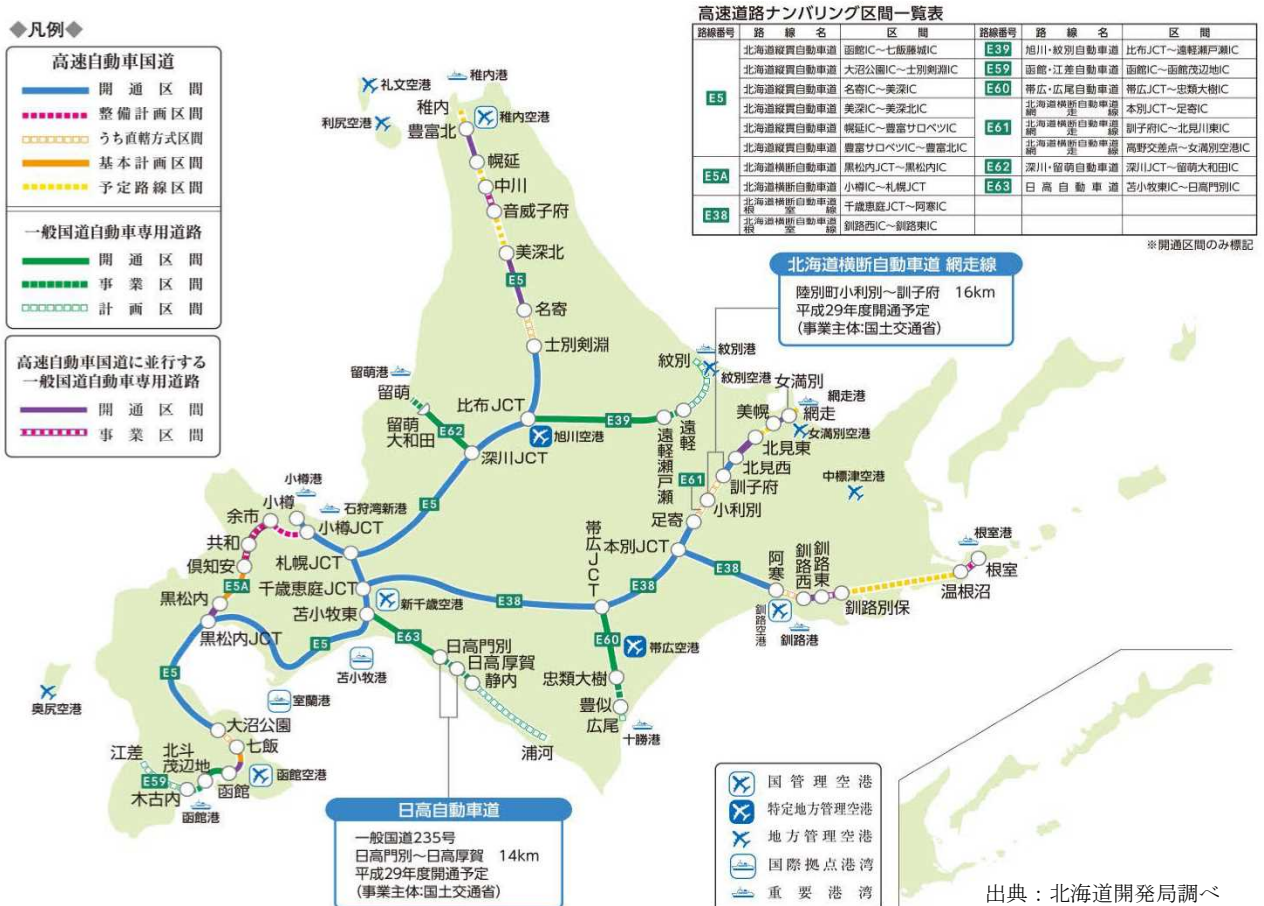 ◆凡例◆
高速自動車国道
開通区間
整備計画区間
うち直轄方式区間
基本計画区間
予定路線区間
一般国道自動車専用道路
開通区間
事業区間
計画区間
高速自動車国道に並行する
一般国道自動車専用道路
開通区間
事業区間
高速道路ナンバリング区間一覧表
路線番号 路線名 区間 路線番号 路線名 区間
E5 北海道縦貫自動車道 函館IC~七飯藤城IC E39 旭川・紋別自動車道 比布JCT~遠軽瀬戸瀬IC
北海道縦貫自動車道 大沼公園IC~士別剣淵IC E59 函館・江差自動車道 函館IC~函館茂辺地IC
北海道縦貫自動車道 名寄IC~美深IC E60 帯広・広尾自動車道 帯広JCT~忠類大樹IC
北海道縦貫自動車道 美深IC~美深北IC E61 北海道横断自動車道網走線 本別JCT~足寄IC
北海道縦貫自動車道 幌延IC~豊富サロベツIC 北海道横断自動車道網走線 訓子府IC~北見川東IC
北海道縦貫自動車道 豊富サロベツIC~豊富北IC 北海道横断自動車道網走線 高野交差点~女満別空港IC
E5A 北海道横断自動車道 黒松内JCT~黒松内IC E62 深川・留萌自動車道 深川JCT~留萌大和田IC
北海道横断自動車道 小樽IC~札幌JCT E63 日高自動車道 苫小牧東IC~日高門別IC
E38 北海道横断自動車道根室線 千歳恵庭JCT~阿寒IC
北海道横断自動車道根室線 釧路西IC~釧路東IC
※開通区間のみ標記
礼文空港
稚内港
稚内
稚内空港
利尻空港
豊富北
幌延
中川
音威子府
美深北
E5
名寄
士別剣淵
北海道横断自動車道 網走線
陸別町小利別~訓子府 16km
平成29年度開通予定
(事業主体:国土交通省)
紋別港
紋別
紋別空港
留萌港
留萌
留萌
大和田
E62
比布JCT
旭川空港
深川JCT
E39
遠軽瀬戸瀬
遠軽
女満別
網走港
美幌
網走
女満別空港
北見東
北見西
訓子府
E61
小利別
足寄
中標津空港
小樽港
小樽
石狩湾新港
余市
小樽JCT
E5
共和
札幌JCT
倶知安
E5A
千歳恵庭JCT
黒松内
新千歳空港
苫小牧東
黒松内JCT
E5
E38
帯広JCT
本別JCT
E38
E38
阿寒
釧路西
釧路東
釧路空港
釧路港
釧路別保
根室港
根室
温根沼
E63
日高門別
日高厚賀
静内
浦河
E60
帯広空港
忠類大樹
豊似
広尾
十勝港
苫小牧港
室蘭港
E5
奥尻空港
大沼公園
七飯
江差
北斗
茂辺地
E59
函館
函館空港
木古内
函館港
日高自動車道
一般国道235号
日高門別~日高厚賀 14km
平成29年度開通予定
(事業主体:国土交通省)
国管理空港
特定地方管理空港
地方管理空港
国際拠点港湾
重要港湾
出典:北海道開発局調べ